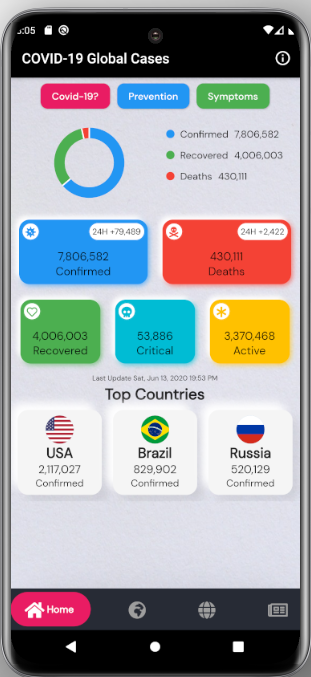 5:05
COVID-19 Global Cases
Covid-19? Prevention Symptoms
Confirmed 7,806,582
Recovered 4,006,003
Deaths 430,111
24H +79,489 24H +2,422
7,806,582 430,111
Confirmed Deaths
4,006,003 53,886 3,370,468
Recovered Critical Active
Last Update Sat, Jun 13, 2020 19:53 PM
Top Countries
USA Brazil Russia
2,117,027 829,902 520,129
Confirmed Confirmed Confirmed
Home